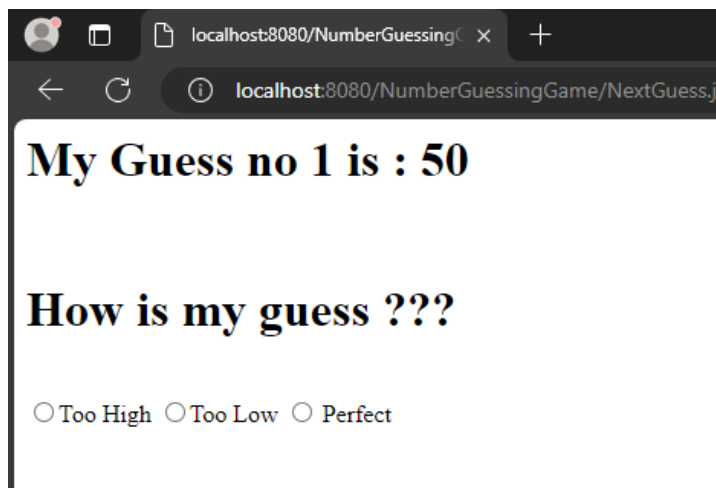 localhost:8080/NumberGuessingG
localhost:8080/NumberGuessingGame/NextGuess.j
My Guess no 1 is : 50
How is my guess ???
Too High Too Low Perfect